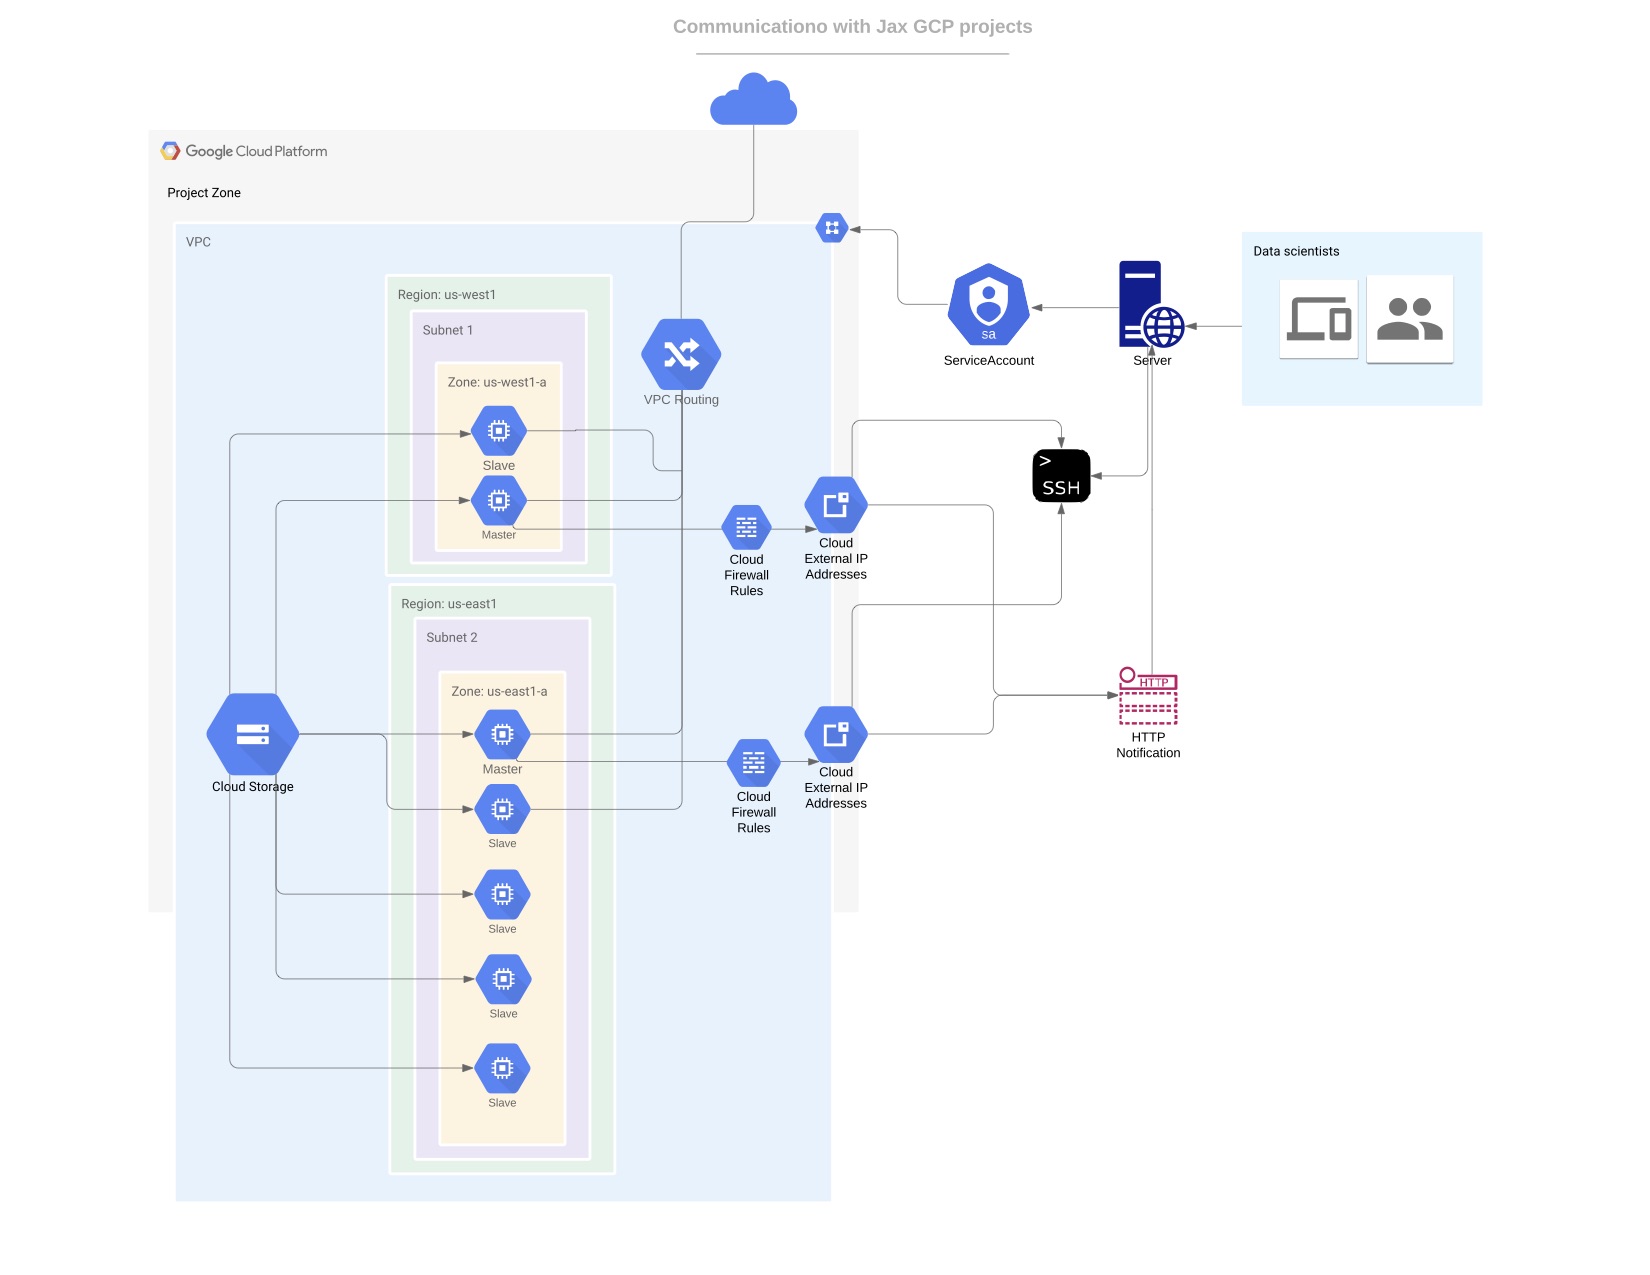 Communicationo with Jax GCP projects
Google Cloud Platform
Project Zone
VPC
Region: us-west1
Subnet 1
Zone: us-west1-a
Slave
Master
VPC Routing
Cloud
Firewall
Rules
Cloud
External IP
Addresses
sa
ServiceAccount
Server
Data scientists
>
SSH
Region: us-east1
Subnet 2
Zone: us-east1-a
Master
Slave
Slave
Slave
Slave
Cloud Storage
Cloud
Firewall
Rules
Cloud
External IP
Addresses
HTTP
HTTP
Notification